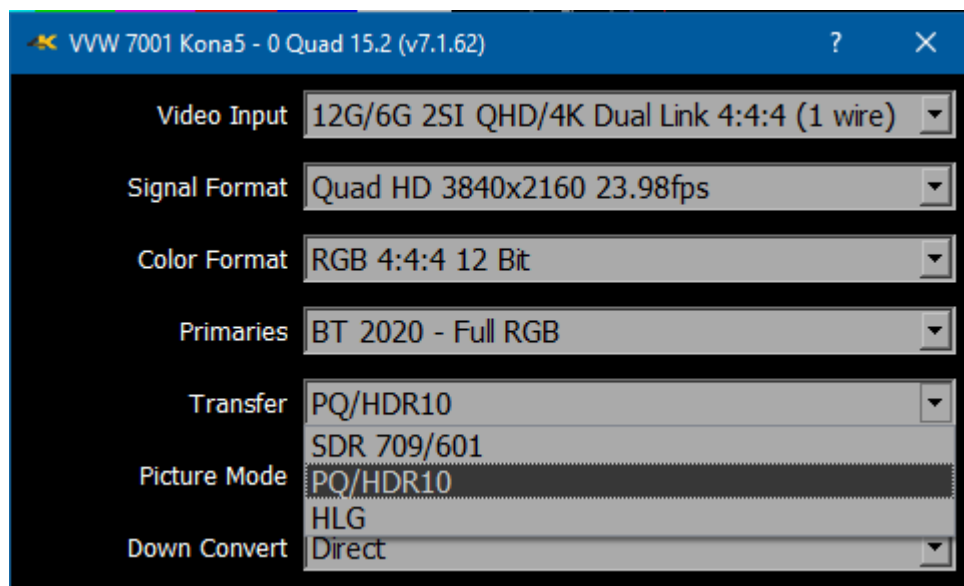 VVW 7001 Kona5 - 0 Quad 15.2 (v7.1.62) ? ×
Video Input 12G/6G 2SI QHD/4K Dual Link 4:4:4 (1 wire)
Signal Format Quad HD 3840x2160 23.98fps
Color Format RGB 4:4:4 12 Bit
Primaries BT 2020 - Full RGB
Transfer PQ/HDR10
SDR 709/601
Picture Mode PQ/HDR10
HLG
Down Convert Direct